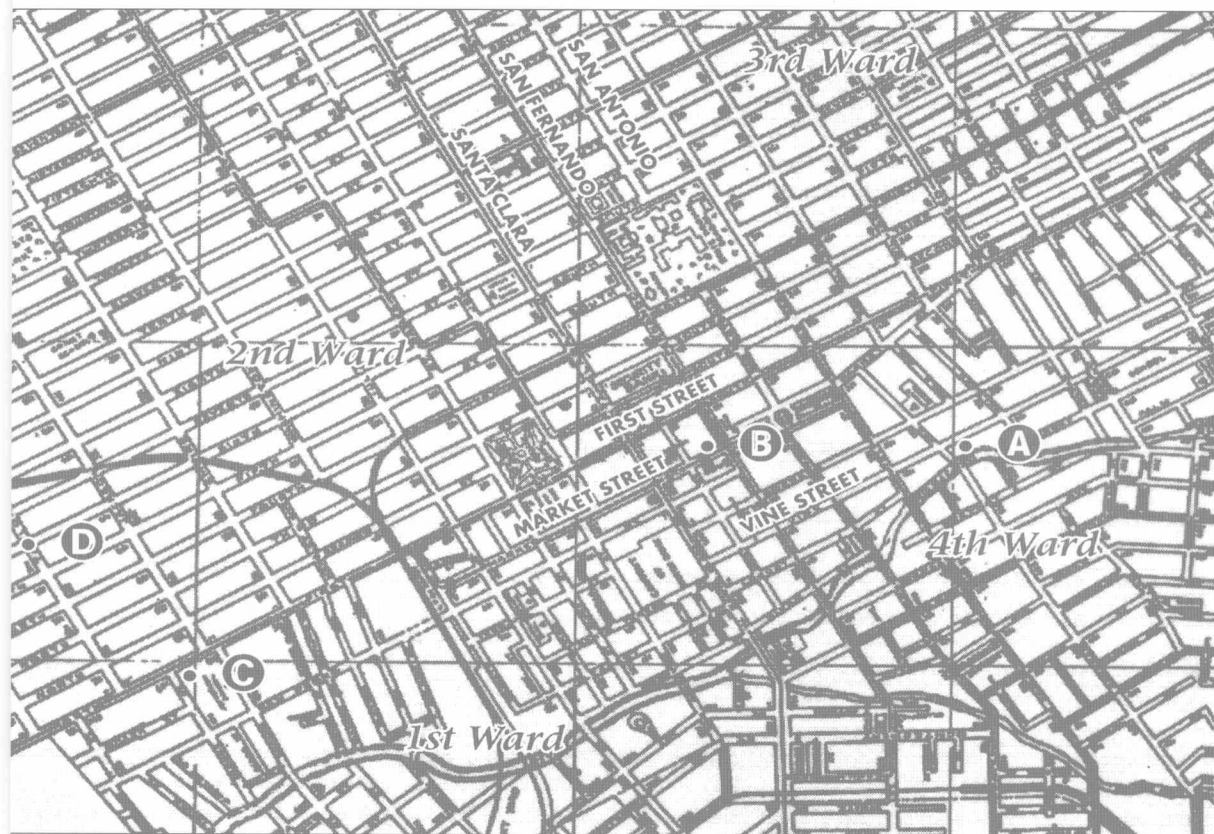 3rd Ward
SAN ANTONIO
SAN FERNANDO
SANTA CLARA
2nd Ward
FIRST STREET
MARKET STREET
VINE STREET
B
A
D
4th Ward
C
1st Ward